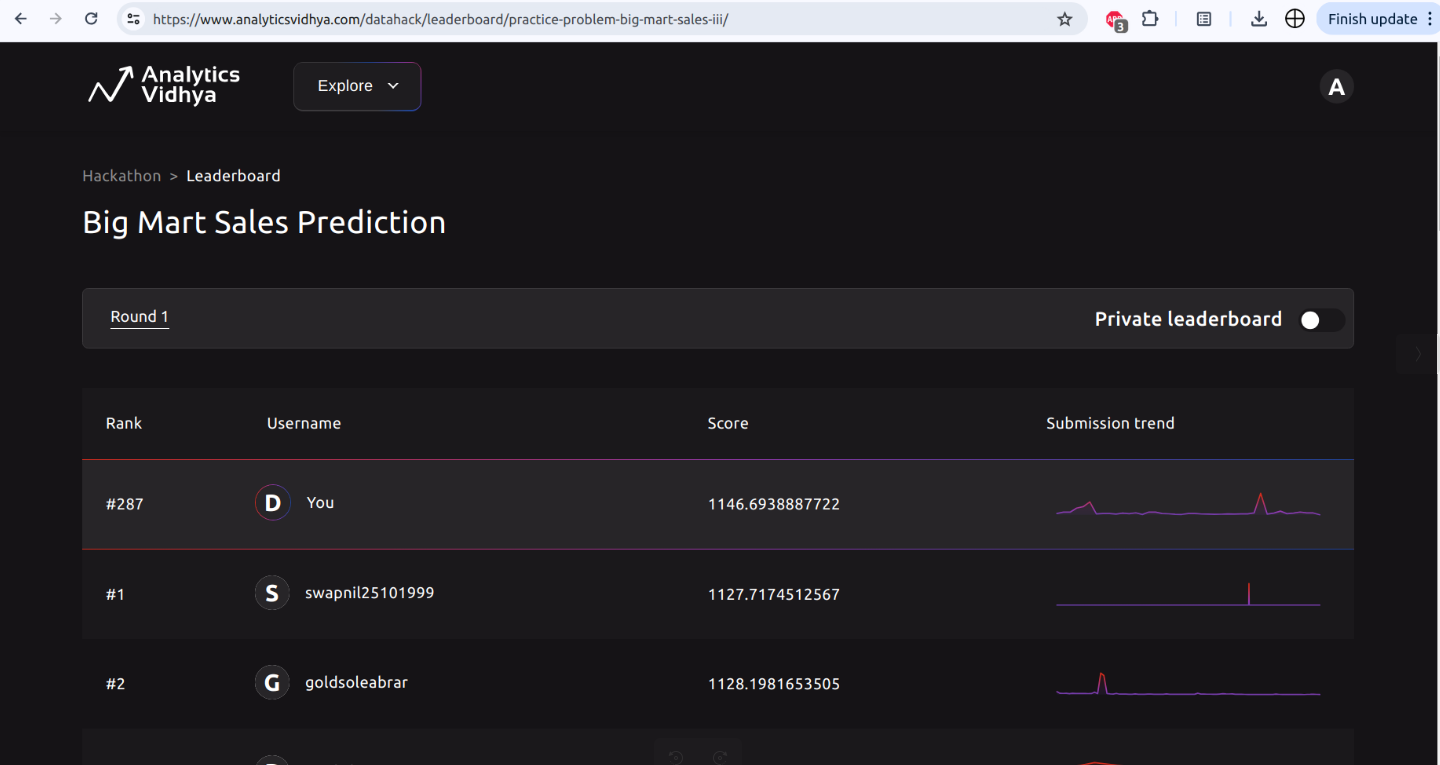 https://www.analyticsvidhya.com/datahack/leaderboard/practice-problem-big-mart-sales-iii/
ABP
3
Finish update
Analytics
Vidhya
Explore
A
Hackathon > Leaderboard
Big Mart Sales Prediction
Round 1
Private leaderboard
Rank Username Score Submission trend
#287 D You 1146.6938887722
#1 S swapnil25101999 1127.7174512567
#2 G goldsoleabrar 1128.1981653505